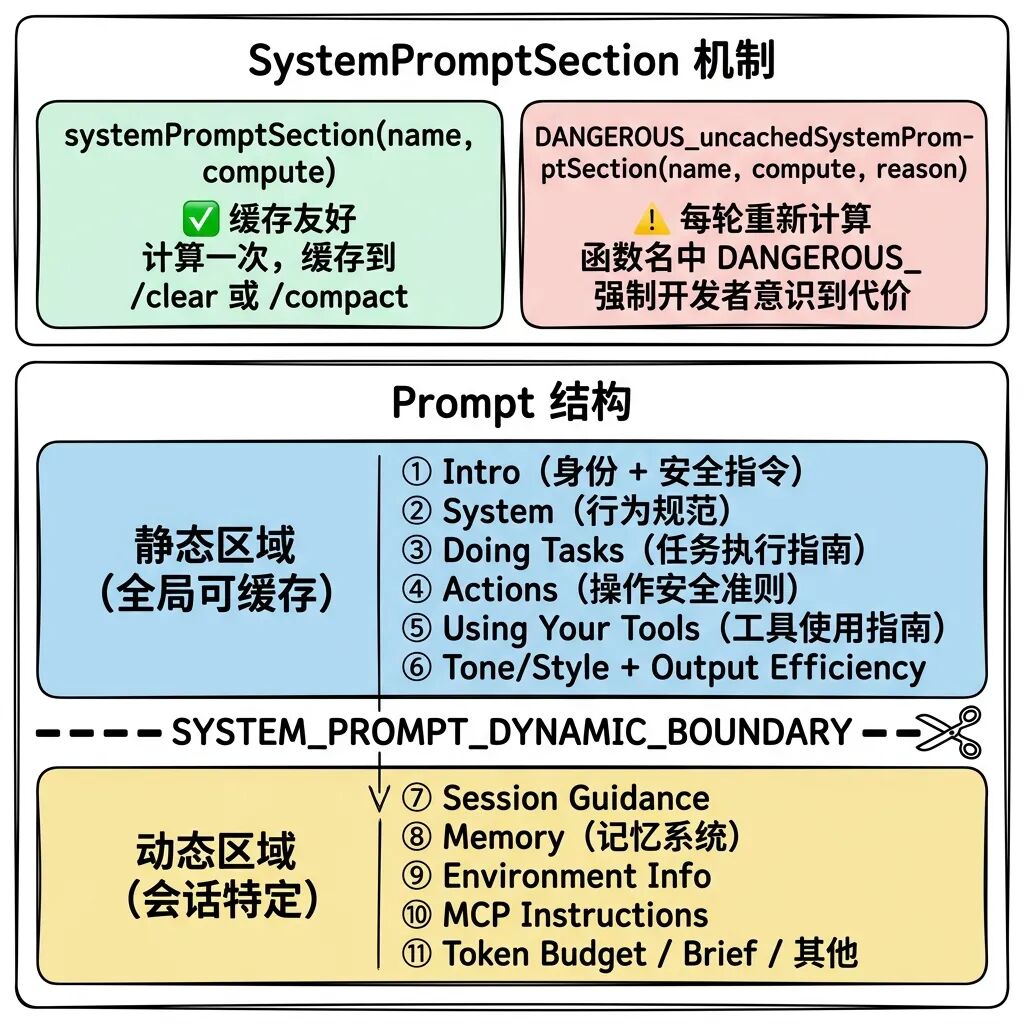 SystemPromptSection 机制
systemPromptSection(name,
compute)
✅ 缓存友好
计算一次，缓存到
/clear 或 /compact
DANGEROUS_uncachedSystemProm-
ptSection(name, compute, reason)
⚠️ 每轮重新计算
函数名中 DANGEROUS_
强制开发者意识到代价
Prompt 结构
静态区域
（全局可缓存）
① Intro（身份 + 安全指令）
② System（行为规范）
③ Doing Tasks（任务执行指南）
④ Actions（操作安全准则）
⑤ Using Your Tools（工具使用指南）
⑥ Tone/Style + Output Efficiency
SYSTEM_PROMPT_DYNAMIC_BOUNDARY
动态区域
（会话特定）
⑦ Session Guidance
⑧ Memory（记忆系统）
⑨ Environment Info
⑩ MCP Instructions
⑪ Token Budget / Brief / 其他